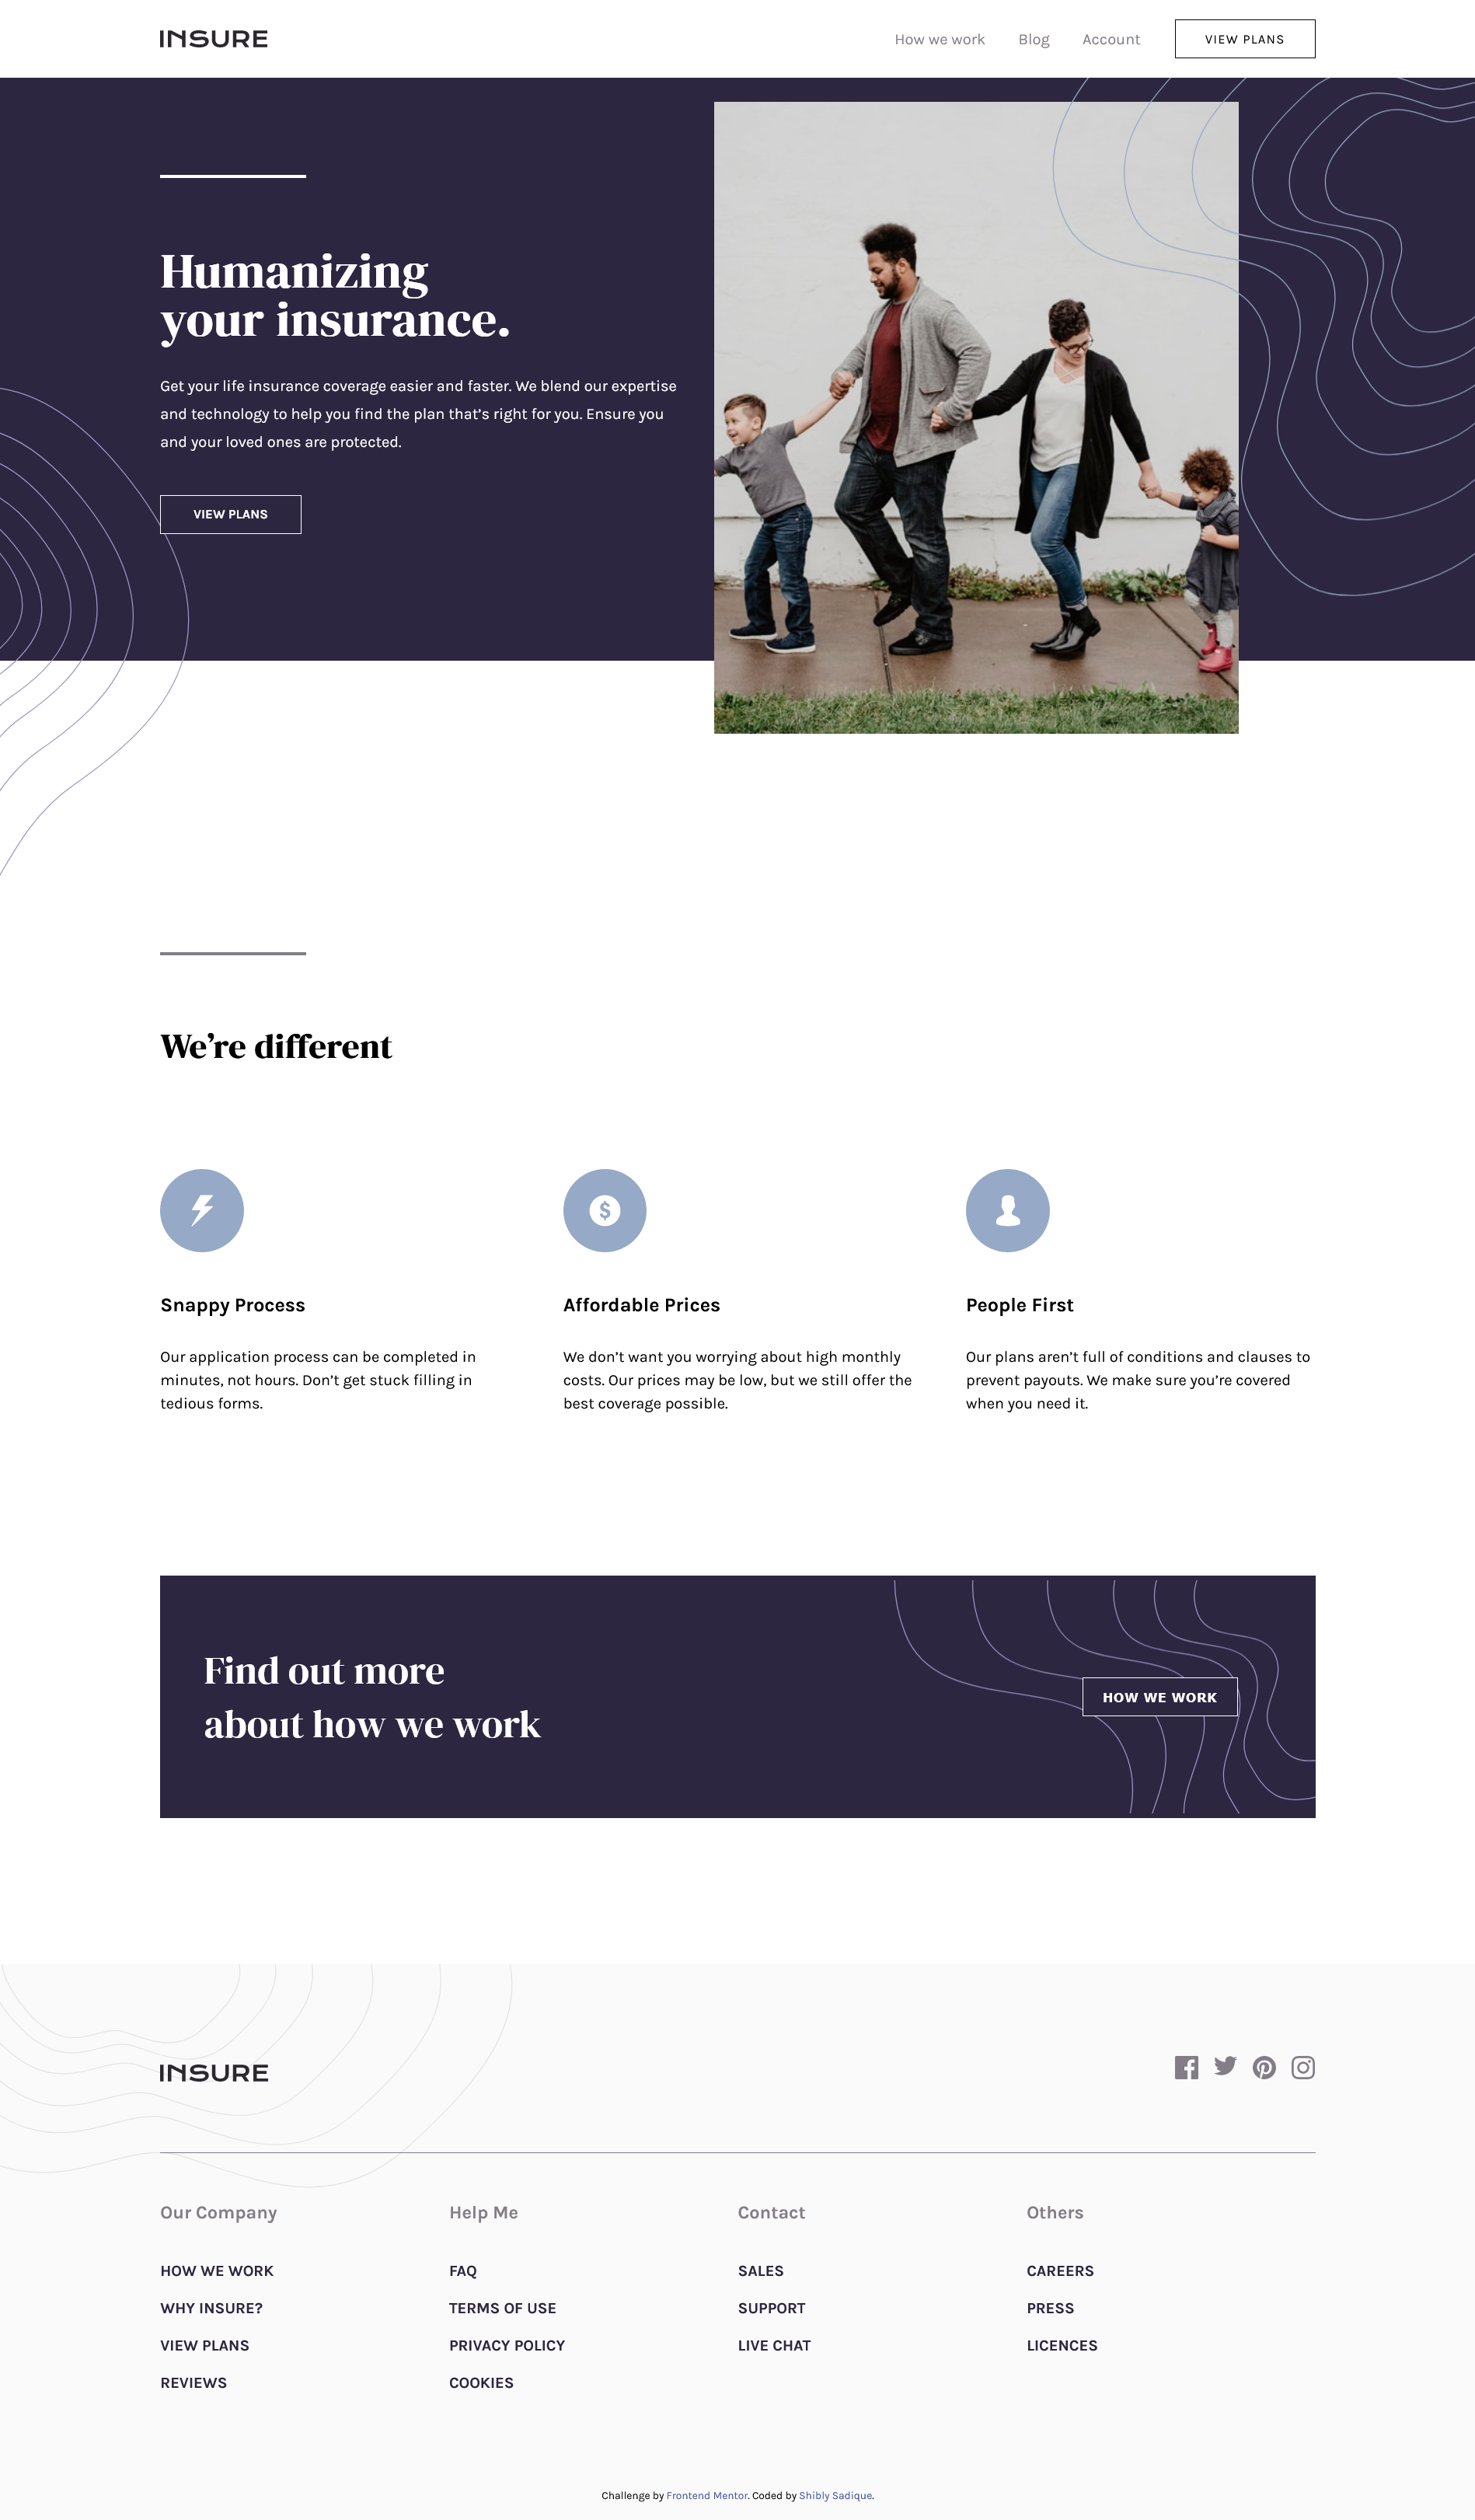 INSURE
How we work
Blog
Account
VIEW PLANS
Humanizing
your insurance.
Get your life insurance coverage easier and faster. We blend our expertise
and technology to help you find the plan that’s right for you. Ensure you
and your loved ones are protected.
VIEW PLANS
We’re different
Snappy Process
Our application process can be completed in
minutes, not hours. Don’t get stuck filling in
tedious forms.
Affordable Prices
We don’t want you worrying about high monthly
costs. Our prices may be low, but we still offer the
best coverage possible.
People First
Our plans aren’t full of conditions and clauses to
prevent payouts. We make sure you’re covered
when you need it.
Find out more
about how we work
HOW WE WORK
INSURE
Our Company
HOW WE WORK
WHY INSURE?
VIEW PLANS
REVIEWS
Help Me
FAQ
TERMS OF USE
PRIVACY POLICY
COOKIES
Contact
SALES
SUPPORT
LIVE CHAT
Others
CAREERS
PRESS
LICENCES
Challenge by Frontend Mentor. Coded by Shibly Sadique.